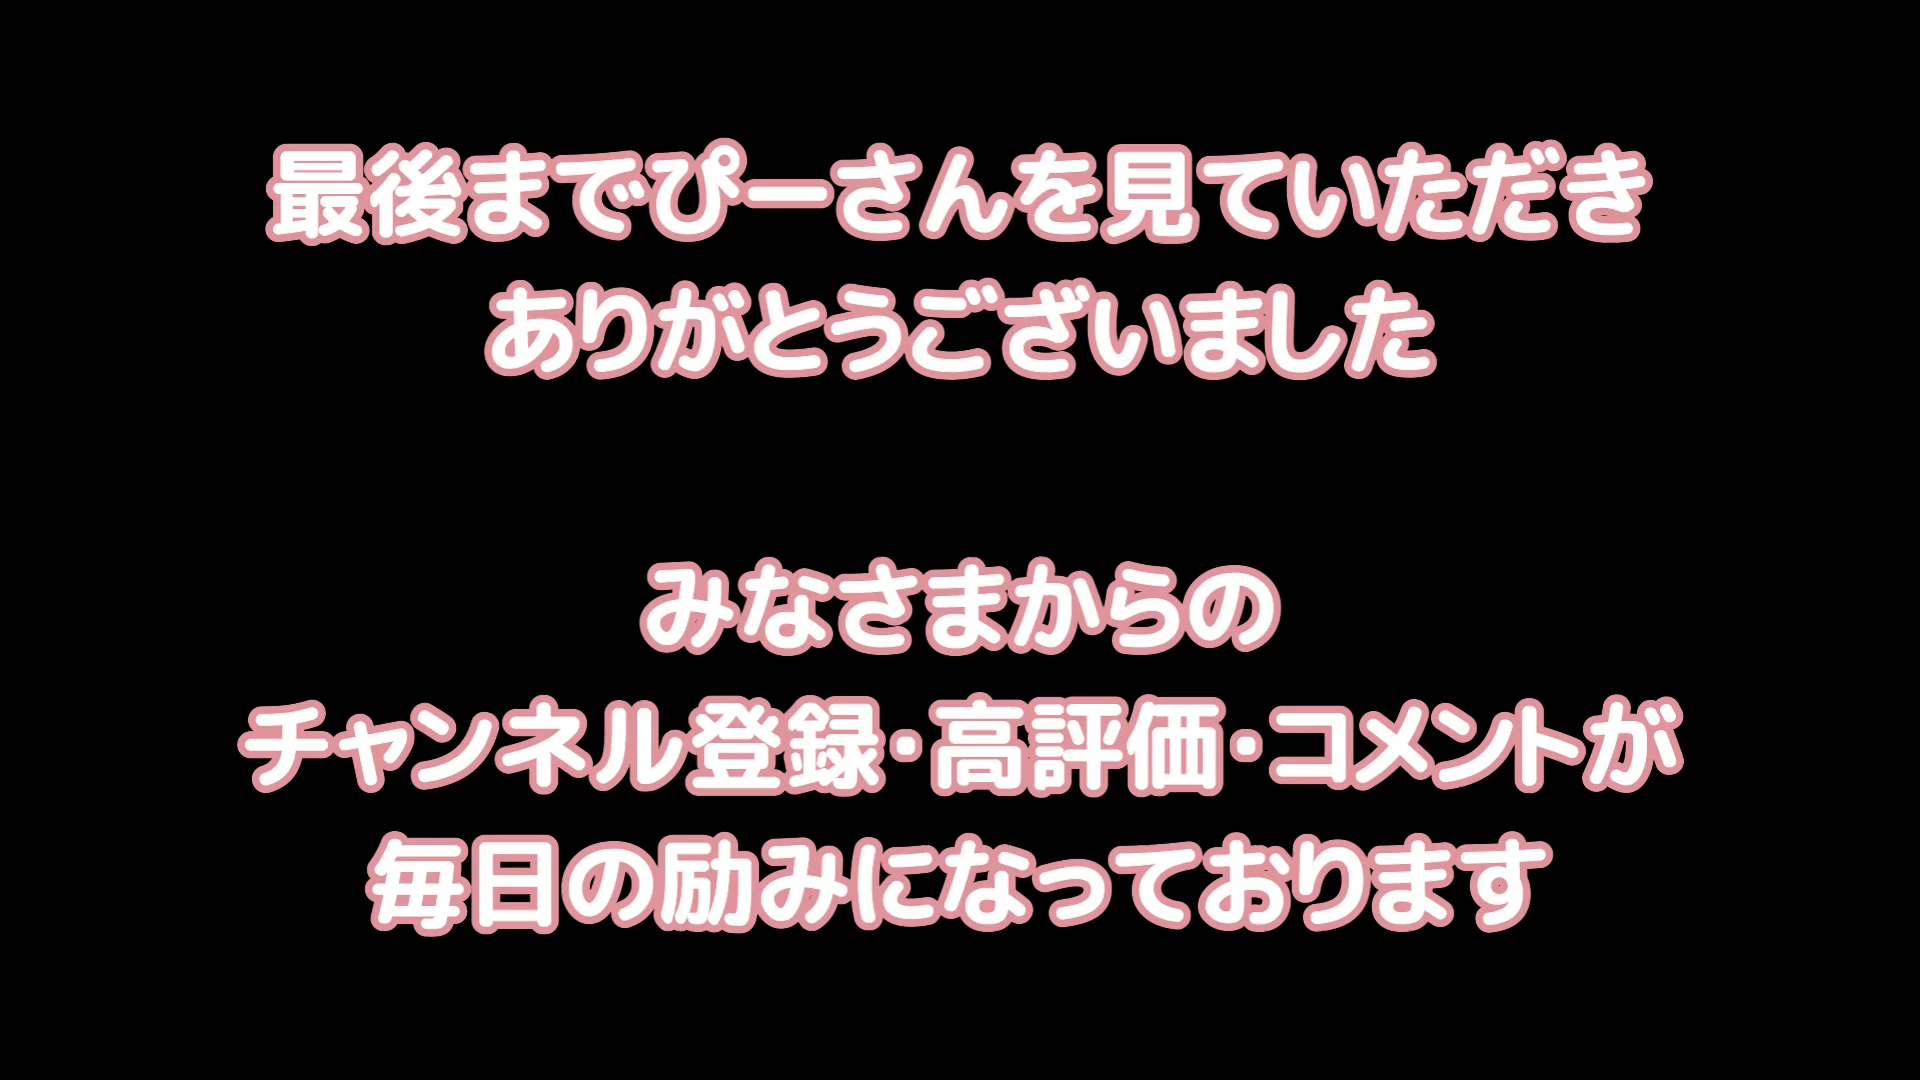 最後までぴーさんを見ていただき
ありがとうございました
みなさまからの
チャンネル登録・高評価・コメントが
毎日の励みになっております